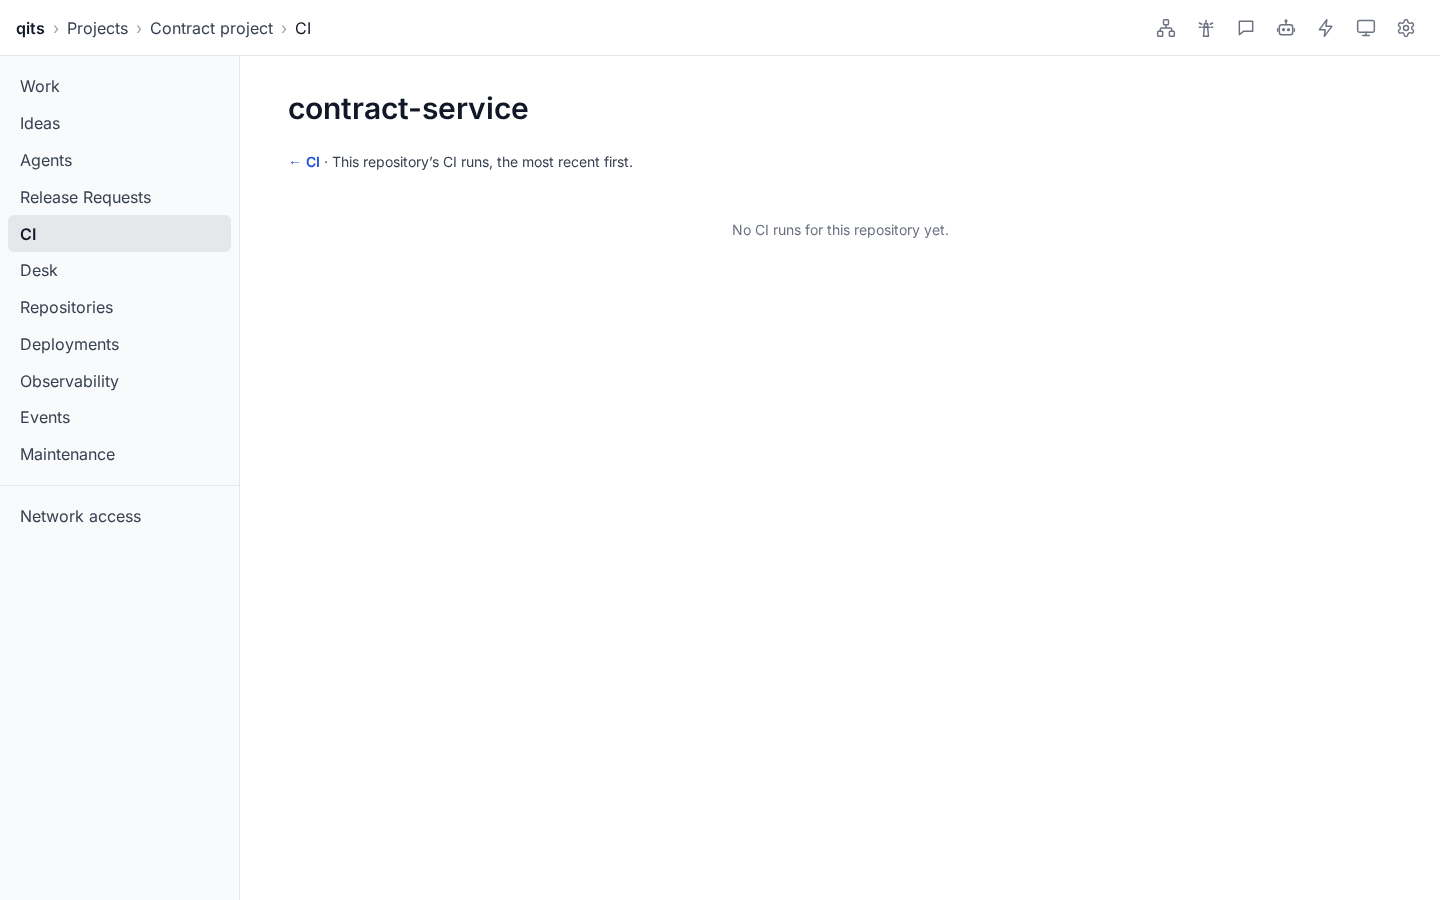 qits › Projects › Contract project › CI
Work
Ideas
Agents
Release Requests
CI
Desk
Repositories
Deployments
Observability
Events
Maintenance
Network access
contract-service
← CI · This repository’s CI runs, the most recent first.
No CI runs for this repository yet.